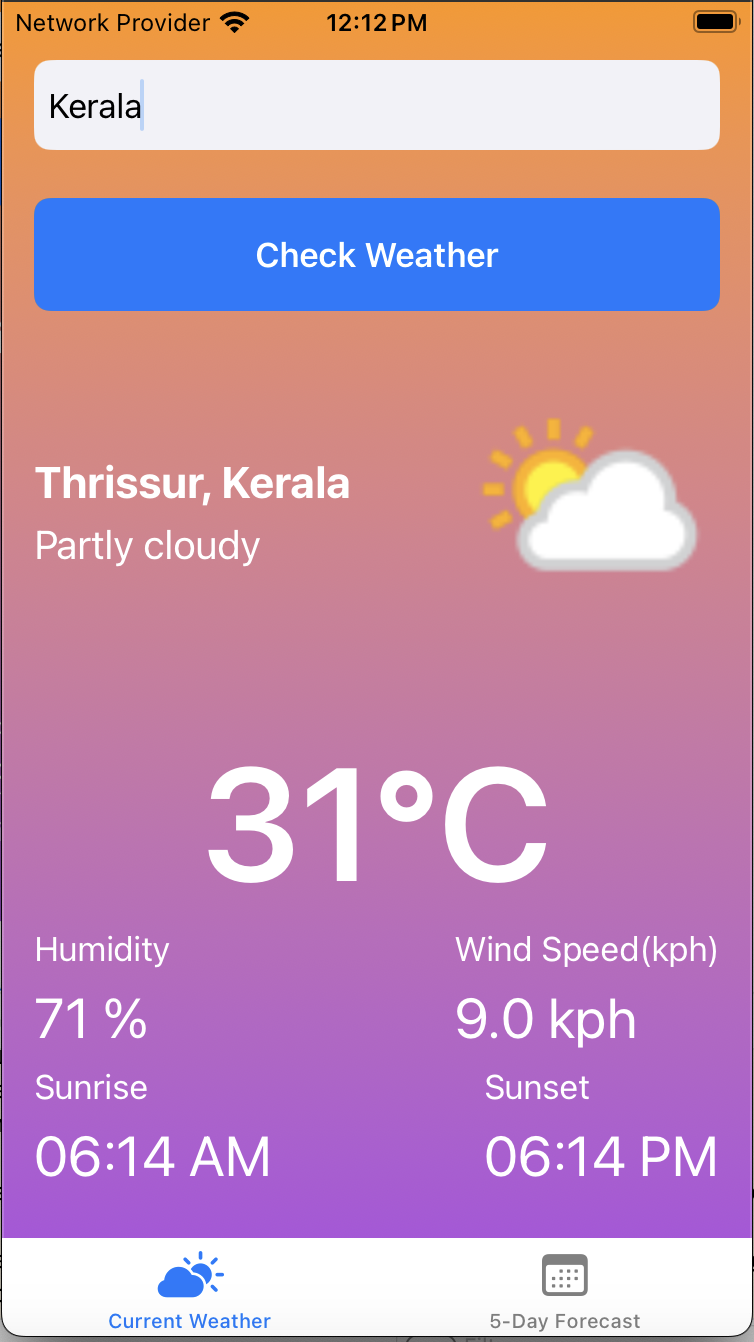 Network Provider 12:12 PM
Kerala
Check Weather
Thrissur, Kerala
Partly cloudy
31°C
Humidity Wind Speed(kph)
71 % 9.0 kph
Sunrise Sunset
06:14 AM 06:14 PM
Current Weather 5-Day Forecast